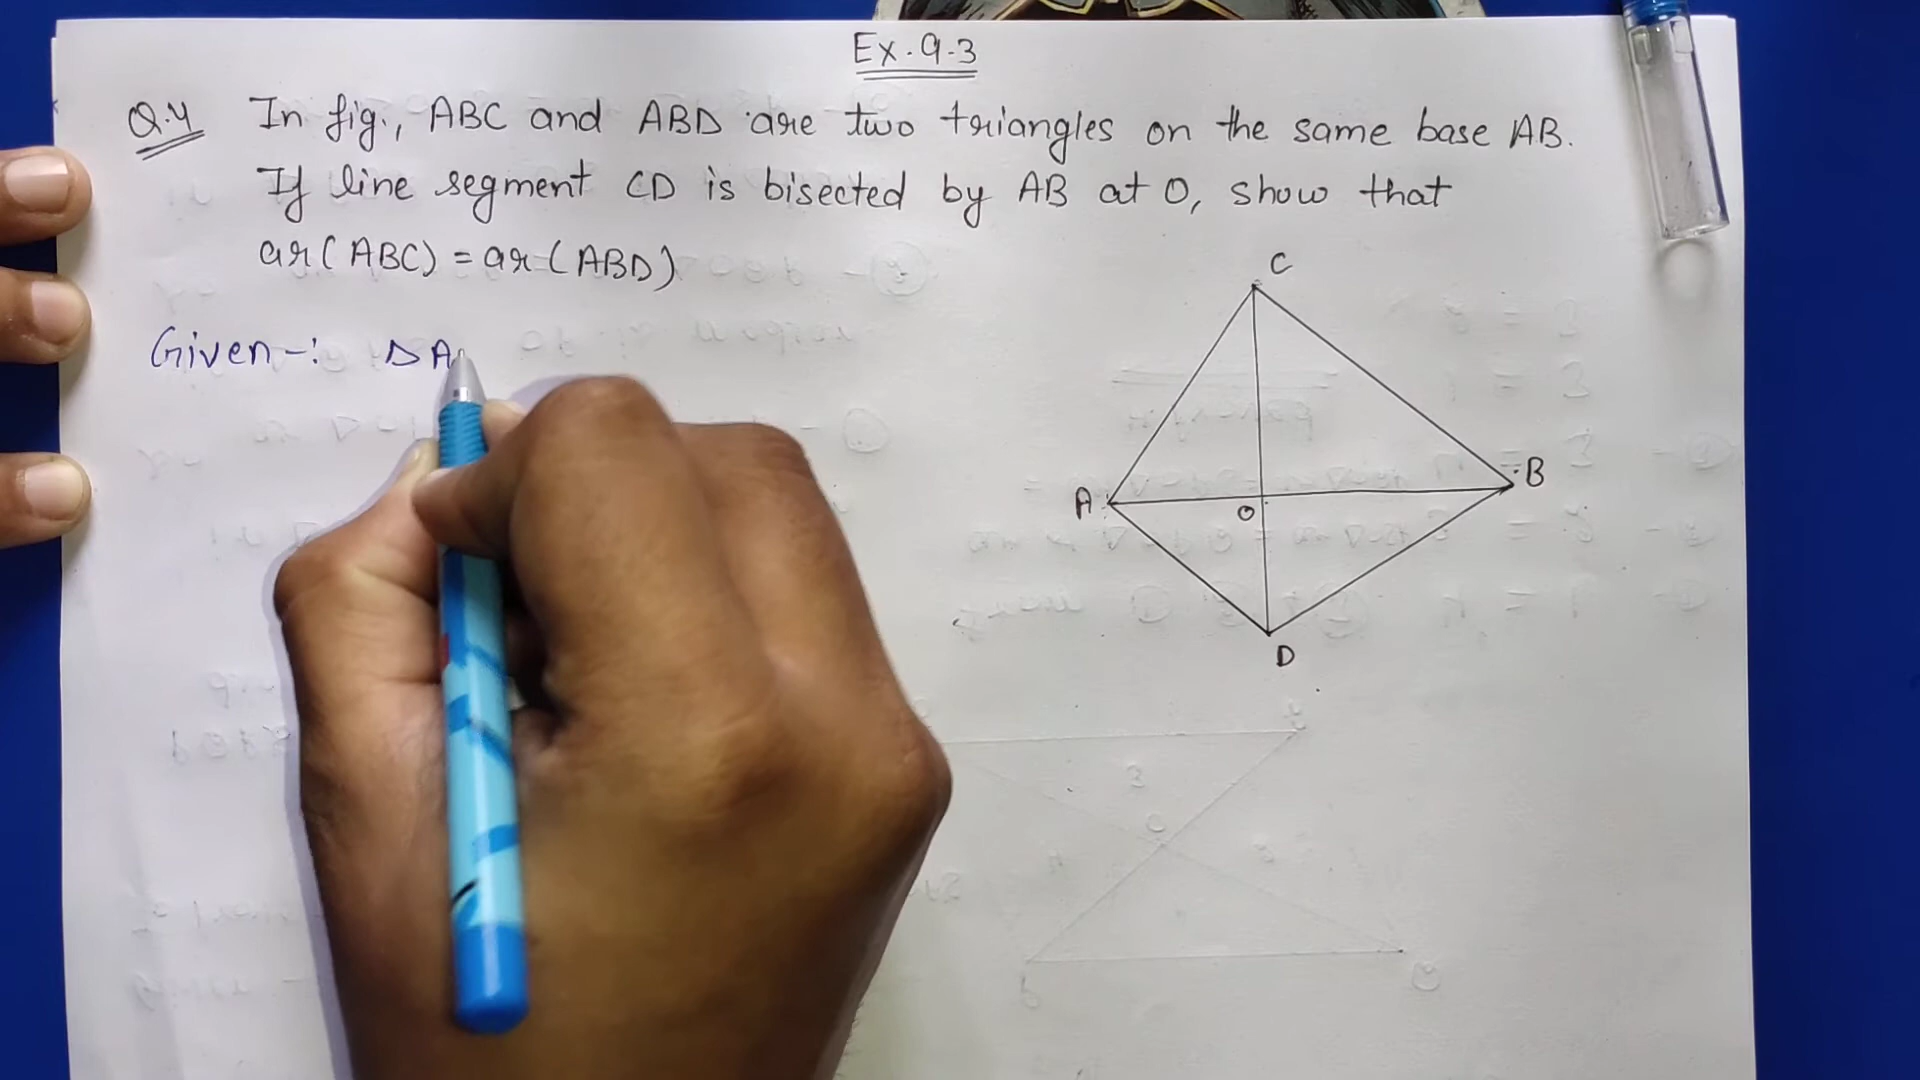 Ex. 9.3
Q.4 In fig., ABC and ABD are two triangles on the same base AB.
If line segment CD is bisected by AB at O, show that
ar(ABC) = ar(ABD)
Given-: Δ A
C
B
A
O
D